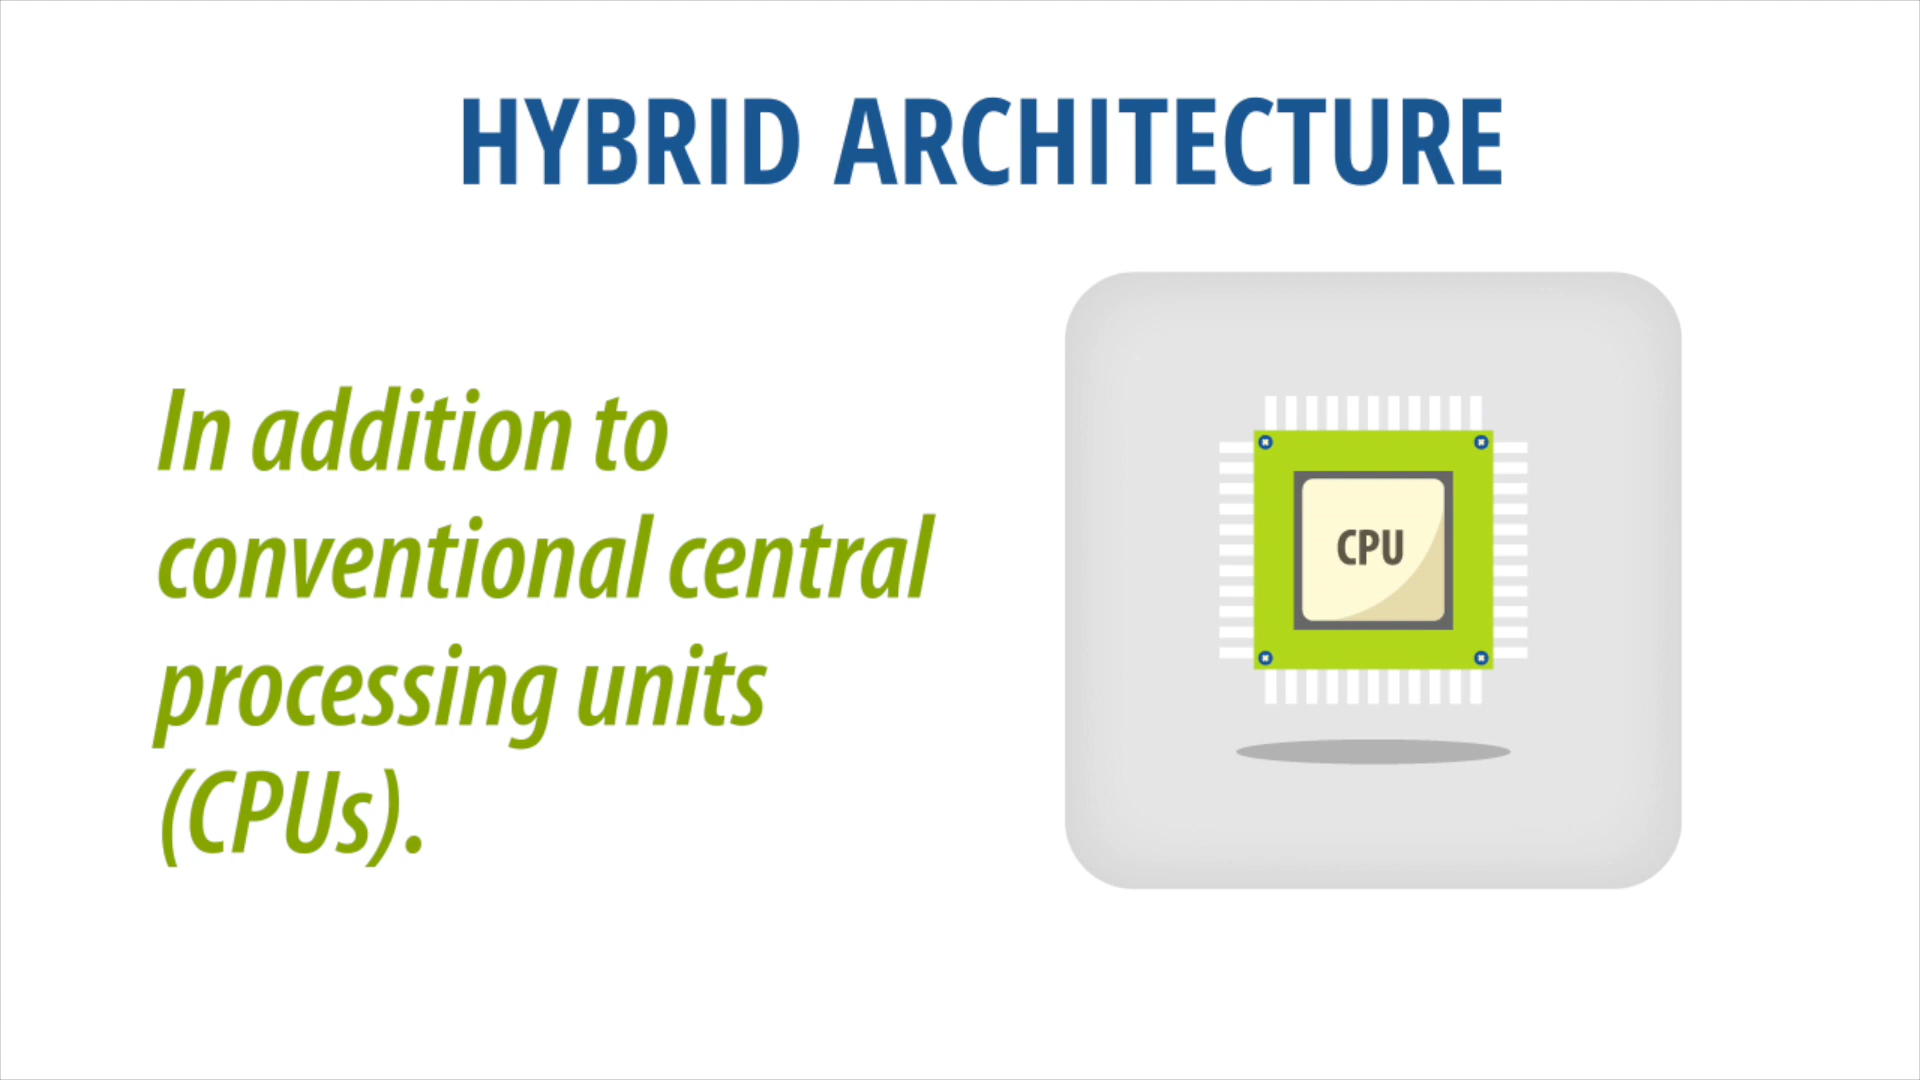 HYBRID ARCHITECTURE
In addition to
conventional central
processing units
(CPUs).
CPU